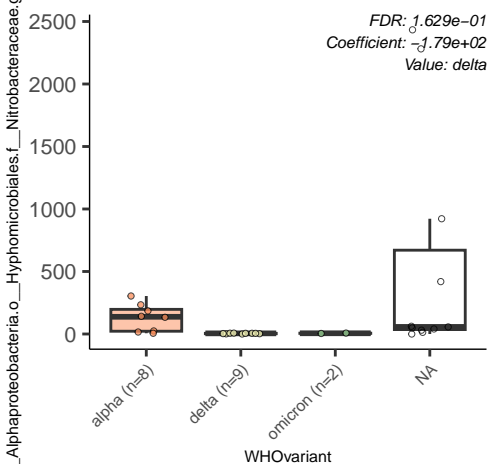 _Alphaproteobacteria.o__Hyphomicrobiales.f__Nitrobacteraceae.g
FDR: 1.629e−01
Coefficient: −1.79e+02
Value: delta
2500
2000
1500
1000
500
0
alpha (n=8)
delta (n=9)
omicron (n=2)
NA
WHOvariant